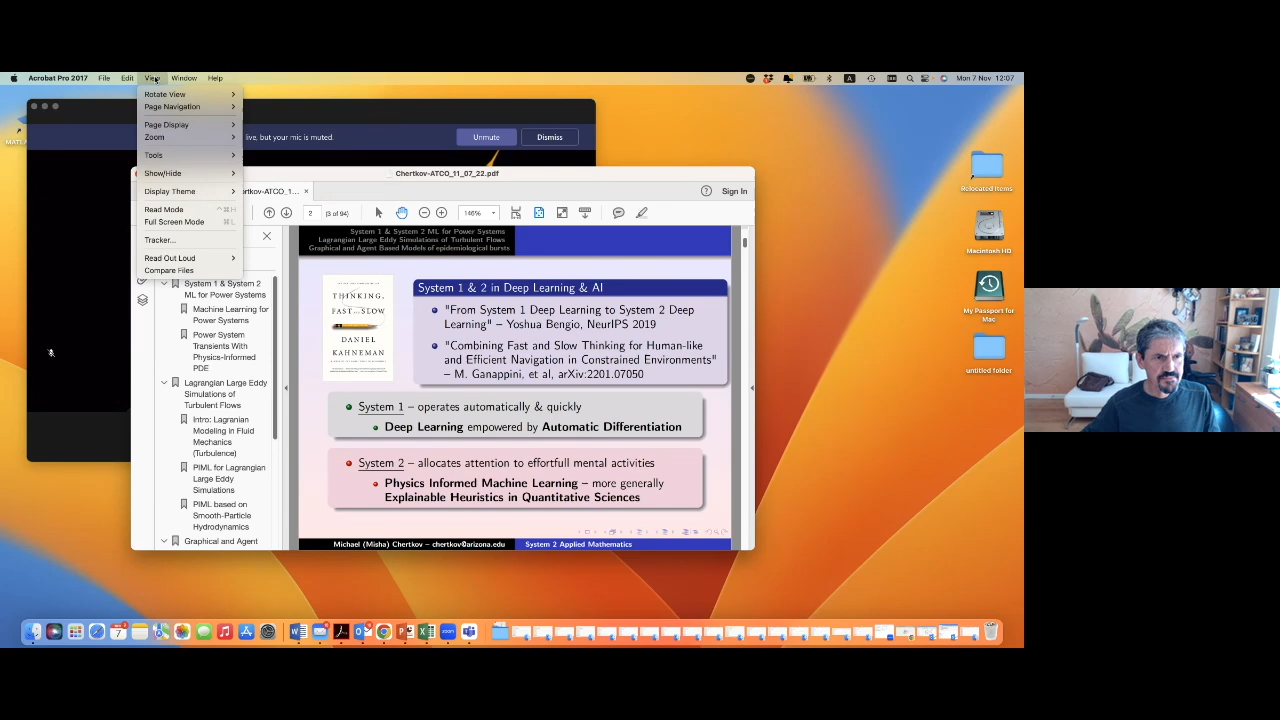 Acrobat Pro 2017 File Edit View Window Help
A
Mon 7 Nov 12:07
Rotate View
Page Navigation
Page Display
Zoom
Tools
Show/Hide
Display Theme
Read Mode ^⌘H
Full Screen Mode ⌘L
Tracker...
Read Out Loud
Compare Files
live, but your mic is muted.
Unmute
Dismiss
Chertkov-ATCO_11_07_22.pdf
ertkov-ATCO_1... ×
Sign In
2 (3 of 94)
146%
System 1 & System 2
ML for Power Systems
Machine Learning for
Power Systems
Power System
Transients With
Physics-Informed
PDE
Lagrangian Large Eddy
Simulations of
Turbulent Flows
Intro: Lagranian
Modeling in Fluid
Mechanics
(Turbulence)
PIML for Lagrangian
Large Eddy
Simulations
PIML based on
Smooth-Particle
Hydrodynamics
Graphical and Agent
System 1 & System 2 ML for Power Systems
Lagrangian Large Eddy Simulations of Turbulent Flows
Graphical and Agent Based Models of epidemiological bursts
THINKING,
FAST AND SLOW
DANIEL
KAHNEMAN
System 1 & 2 in Deep Learning & AI
"From System 1 Deep Learning to System 2 Deep
Learning" – Yoshua Bengio, NeurIPS 2019
"Combining Fast and Slow Thinking for Human-like
and Efficient Navigation in Constrained Environments"
– M. Ganappini, et al, arXiv:2201.07050
System 1 – operates automatically & quickly
Deep Learning empowered by Automatic Differentiation
System 2 – allocates attention to effortfull mental activities
Physics Informed Machine Learning – more generally
Explainable Heuristics in Quantitative Sciences
Michael (Misha) Chertkov – chertkov@arizona.edu
System 2 Applied Mathematics
MATL
Relocated Items
Macintosh HD
My Passport for
Mac
untitled folder